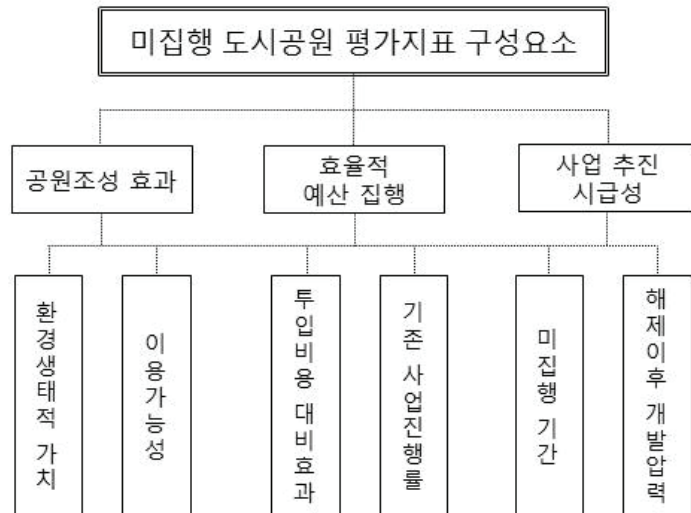 미집행 도시공원 평가지표 구성요소
공원조성 효과
효율적
예산 집행
사업 추진
시급성
환경생태적 가치
이용가능성
투입비용 대비효과
기존 사업진행률
미집행 기간
해제이후 개발압력